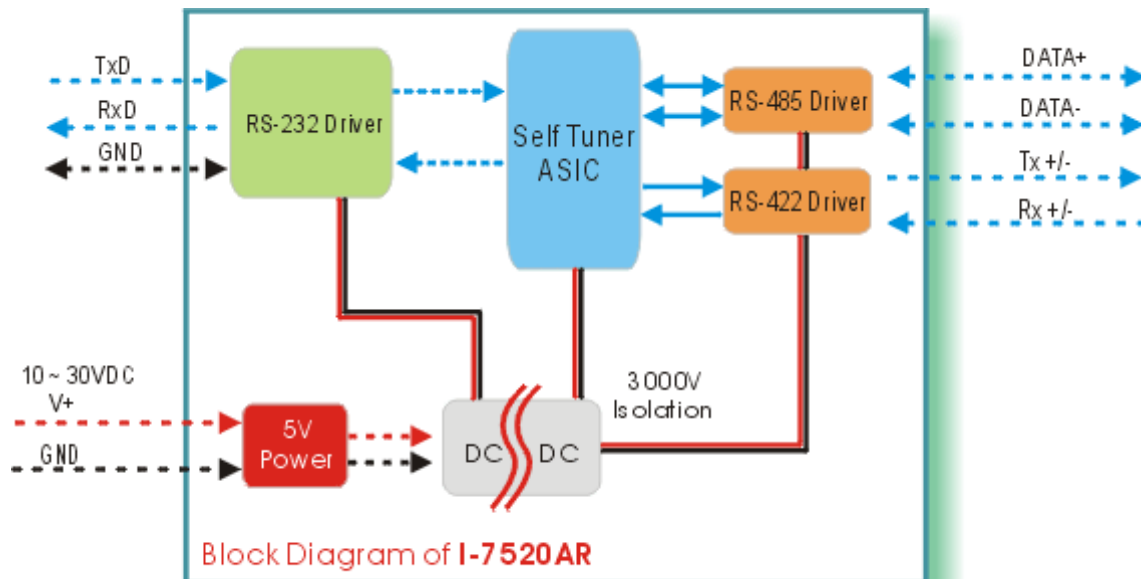 TxD
RxD
GND
RS-232 Driver
Self Tuner
ASIC
RS-485 Driver
RS-422 Driver
DATA+
DATA-
Tx +/-
Rx +/-
10 ~ 30VDC
V+
GND
5V
Power
DC
DC
3000V
Isolation
Block Diagram of I-7520AR